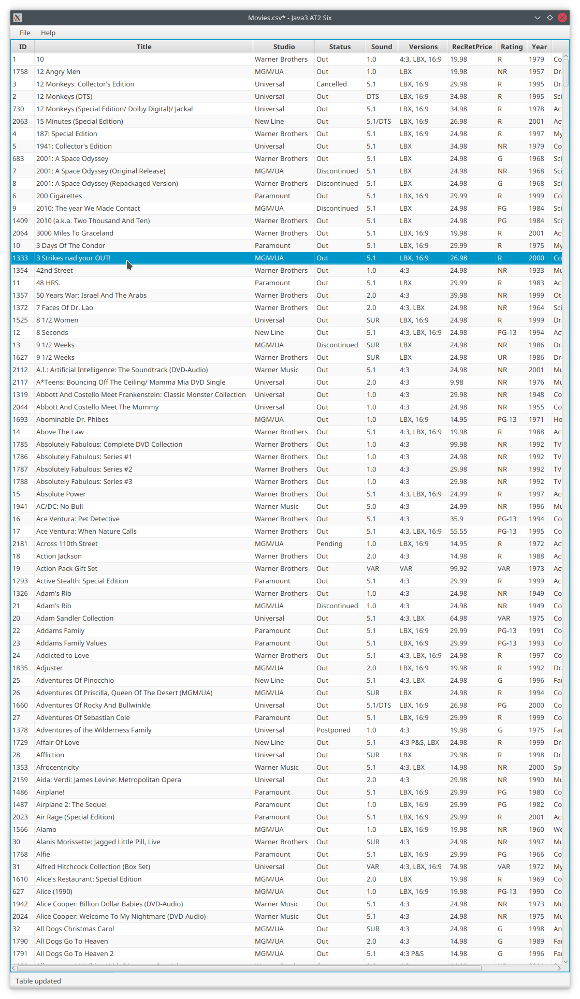 Movies.csv* - Java3 AT2 Six
File Help
ID Title Studio Status Sound Versions RecRetPrice Rating Year
1 10 Warner Brothers Out 1.0 4:3, LBX, 16:9 19.98 R 1979 Co
1758 12 Angry Men MGM/UA Out 1.0 LBX 19.98 NR 1957 Dr
3 12 Monkeys: Collector's Edition Universal Cancelled 5.1 LBX, 16:9 29.98 R 1995 Dr
2 12 Monkeys (DTS) Universal Out DTS LBX, 16:9 34.98 R 1995 Sci
730 12 Monkeys (Special Edition/ Dolby Digital)/ Jackal Universal Out 5.1 LBX, 16:9 34.98 R 1978 Ac
2063 15 Minutes (Special Edition) New Line Out 5.1/DTS LBX, 16:9 26.98 R 2001 Ac
4 187: Special Edition Warner Brothers Out 5.1 LBX, 16:9 24.98 R 1997 My
5 1941: Collector's Edition Universal Out 5.1 LBX 34.98 NR 1979 Co
683 2001: A Space Odyssey Warner Brothers Out 5.1 LBX 24.98 G 1968 Sci
7 2001: A Space Odyssey (Original Release) MGM/UA Discontinued 5.1 LBX 24.98 NR 1968 Sci
8 2001: A Space Odyssey (Repackaged Version) Warner Brothers Discontinued 5.1 LBX 24.98 G 1968 Sci
6 200 Cigarettes Paramount Out 5.1 LBX, 16:9 29.99 R 1999 Co
9 2010: The year We Made Contact MGM/UA Discontinued 5.1 LBX 24.98 PG 1984 Sci
1409 2010 (a.k.a. Two Thousand And Ten) Warner Brothers Out 5.1 LBX 24.98 PG 1984 Sci
2064 3000 Miles To Graceland Warner Brothers Out 5.1 LBX, 16:9 19.98 R 2001 Ac
10 3 Days Of The Condor Paramount Out 5.1 LBX, 16:9 29.99 R 1975 My
1333 3 Strikes nad your OUT! MGM/UA Out 5.1 LBX, 16:9 26.98 R 2000 Co
1354 42nd Street Warner Brothers Out 1.0 4:3 24.98 NR 1933 Mu
11 48 HRS. Paramount Out 5.1 LBX 29.99 R 1983 Ac
1357 50 Years War: Israel And The Arabs Warner Brothers Out 2.0 4:3 39.98 NR 1999 Ot
1372 7 Faces Of Dr. Lao Warner Brothers Out 2.0 4:3, LBX 24.98 NR 1964 Sci
1525 8 1/2 Women Universal Out SUR LBX, 16:9 24.98 R 1999 Dr
12 8 Seconds New Line Out 5.1 4:3, LBX, 16:9 24.98 PG-13 1994 Ac
13 9 1/2 Weeks MGM/UA Discontinued SUR LBX 24.98 NR 1986 Dr
1627 9 1/2 Weeks Warner Brothers Out SUR LBX 24.98 UR 1986 Dr
2112 A.I.: Artificial Intelligence: The Soundtrack (DVD-Audio) Warner Music Out 5.1 4:3 24.98 NR 2001 Mu
2117 A*Teens: Bouncing Off The Ceiling/ Mamma Mia DVD Single Universal Out 2.0 4:3 9.98 NR 1976 Mu
1319 Abbott And Costello Meet Frankenstein: Classic Monster Collection Universal Out 1.0 4:3 29.98 NR 1948 Co
2044 Abbott And Costello Meet The Mummy Universal Out 1.0 4:3 24.98 NR 1955 Co
1693 Abominable Dr. Phibes MGM/UA Out 1.0 LBX, 16:9 14.95 PG-13 1971 Ho
14 Above The Law Warner Brothers Out 5.1 4:3, LBX, 16:9 19.98 R 1988 Ac
1785 Absolutely Fabulous: Complete DVD Collection Warner Brothers Out 1.0 4:3 99.98 NR 1992 TV
1786 Absolutely Fabulous: Series #1 Warner Brothers Out 1.0 4:3 24.98 NR 1992 TV
1787 Absolutely Fabulous: Series #2 Warner Brothers Out 1.0 4:3 29.98 NR 1992 TV
1788 Absolutely Fabulous: Series #3 Warner Brothers Out 1.0 4:3 29.98 NR 1992 TV
15 Absolute Power Warner Brothers Out 5.1 4:3, LBX, 16:9 24.99 R 1997 Ac
1941 AC/DC: No Bull Warner Music Out 5.0 4:3 24.99 NR 1996 Mu
16 Ace Ventura: Pet Detective Warner Brothers Out 5.1 4:3 35.9 PG-13 1994 Co
17 Ace Ventura: When Nature Calls Warner Brothers Out 5.1 4:3, LBX, 16:9 55.55 PG-13 1995 Co
2181 Across 110th Street MGM/UA Pending 1.0 LBX, 16:9 14.95 R 1972 Ac
18 Action Jackson Warner Brothers Out 2.0 4:3 14.98 R 1988 Ac
19 Action Pack Gift Set Warner Brothers Out VAR VAR 99.92 VAR 1973 Ac
1293 Active Stealth: Special Edition Paramount Out 5.1 4:3 29.99 R 1999 Ac
1326 Adam's Rib Warner Brothers Out 1.0 4:3 24.98 NR 1949 Co
21 Adam's Rib MGM/UA Discontinued 1.0 4:3 24.98 NR 1949 Co
20 Adam Sandler Collection Universal Out 5.1 4:3, LBX 64.98 VAR 1975 Co
22 Addams Family Paramount Out 5.1 LBX, 16:9 29.99 PG-13 1991 Co
23 Addams Family Values Paramount Out 5.1 LBX, 16:9 29.99 PG-13 1993 Co
24 Addicted to Love Warner Brothers Out 5.1 4:3, LBX, 16:9 24.98 R 1997 Co
1835 Adjuster MGM/UA Out 2.0 LBX, 16:9 19.98 R 1992 Dr
25 Adventures Of Pinocchio New Line Out 5.1 4:3, LBX 24.98 G 1996 Fa
26 Adventures Of Priscilla, Queen Of The Desert (MGM/UA) MGM/UA Out SUR LBX 24.98 R 1994 Co
1660 Adventures Of Rocky And Bullwinkle Universal Out 5.1/DTS LBX, 16:9 26.98 PG 2000 Co
27 Adventures Of Sebastian Cole Paramount Out 5.1 LBX, 16:9 29.99 R 1999 Co
1378 Adventures of the Wilderness Family Universal Postponed 1.0 4:3 19.98 G 1975 Fa
1729 Affair Of Love New Line Out 5.1 4:3 P&S, LBX 24.98 R 1999 Dr
28 Affliction Universal Out SUR LBX 29.98 R 1998 Dr
1353 Afrocentricity Warner Music Out 5.1 4:3, LBX 14.98 NR 2000 Sp
2159 Aida: Verdi: James Levine: Metropolitan Opera Universal Out 2.0 4:3 29.98 NR 1990 Mu
1486 Airplane! Paramount Out 5.1 LBX, 16:9 29.99 PG 1980 Co
1487 Airplane 2: The Sequel Paramount Out 1.0 LBX, 16:9 29.99 PG 1982 Co
2023 Air Rage (Special Edition) Paramount Out 5.1 LBX, 16:9 29.99 R 2001 Ac
1566 Alamo MGM/UA Out 1.0 LBX, 16:9 19.98 NR 1960 We
30 Alanis Morissette: Jagged Little Pill, Live Warner Brothers Out SUR 4:3 24.98 NR 1997 Mu
1768 Alfie Paramount Out 5.1 LBX, 16:9 29.99 PG 1966 Co
31 Alfred Hitchcock Collection (Box Set) Universal Out VAR 4:3, LBX, 16:9 74.98 VAR 1972 My
1610 Alice's Restaurant: Special Edition MGM/UA Out 2.0 LBX 19.98 R 1969 Co
627 Alice (1990) MGM/UA Out 1.0 LBX, 16:9 19.98 PG-13 1990 Co
1942 Alice Cooper: Billion Dollar Babies (DVD-Audio) Warner Music Out 5.1 4:3 24.98 NR 1973 Mu
2024 Alice Cooper: Welcome To My Nightmare (DVD-Audio) Warner Music Out 5.1 4:3 24.98 NR 1975 Mu
32 All Dogs Christmas Carol MGM/UA Out SUR 4:3 24.98 G 1998 An
1790 All Dogs Go To Heaven MGM/UA Out 2.0 4:3 14.98 G 1989 Fa
1791 All Dogs Go To Heaven 2 MGM/UA Out 5.1 4:3 P&S 14.98 G 1996 Fa
Table updated